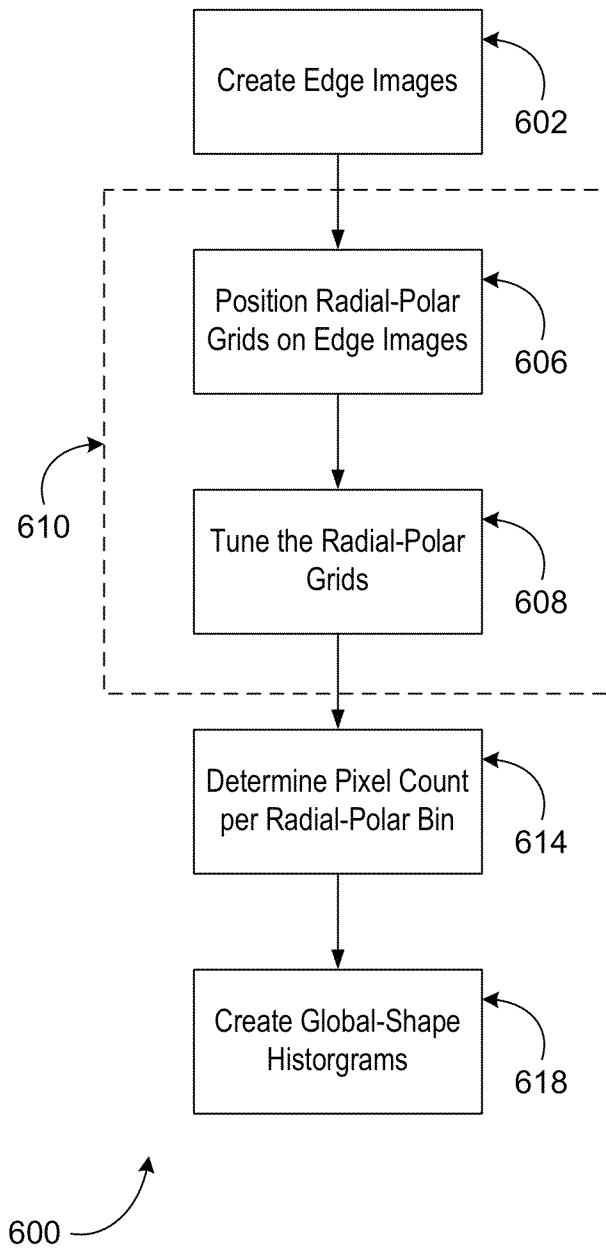 Create Edge Images
602
Position Radial-Polar
Grids on Edge Images
606
610
Tune the Radial-Polar
Grids
608
Determine Pixel Count
per Radial-Polar Bin
614
Create Global-Shape
Historgrams
618
600